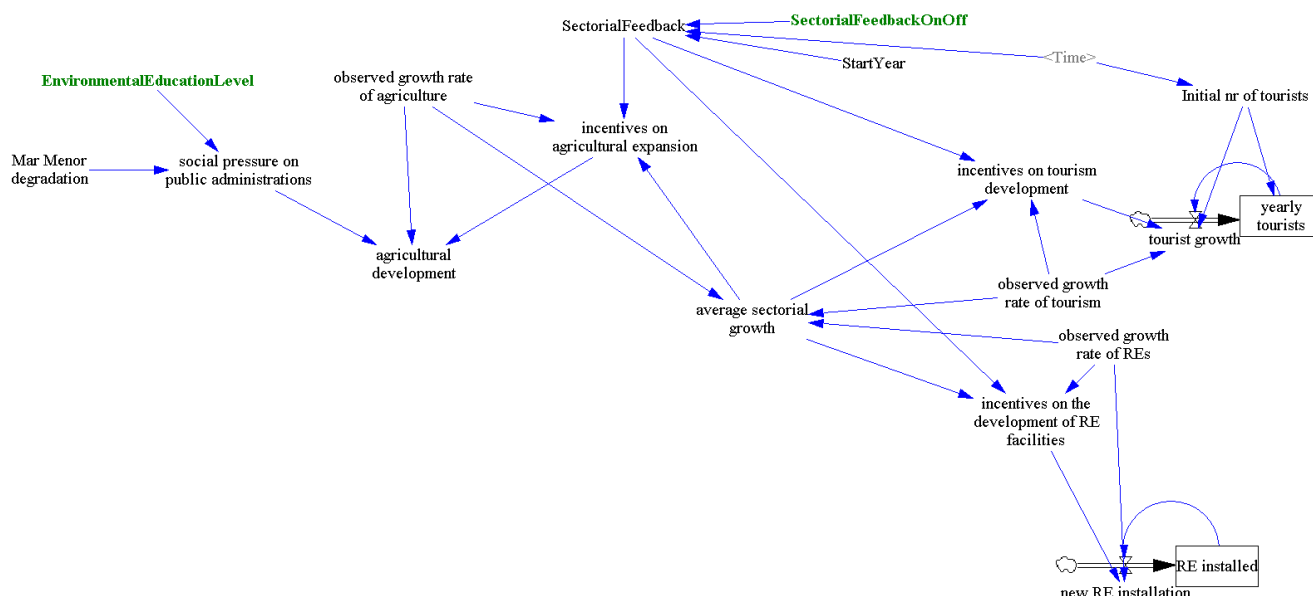 SectorialFeedback
SectorialFeedbackOnOff
StartYear
<Time>
EnvironmentalEducationLevel
observed growth rate
of agriculture
Initial nr of tourists
incentives on
agricultural expansion
Mar Menor
degradation
social pressure on
public administrations
incentives on tourism
development
yearly
tourists
tourist growth
agricultural
development
observed growth
rate of tourism
average sectorial
growth
observed growth
rate of REs
incentives on the
development of RE
facilities
RE installed
new RE installation